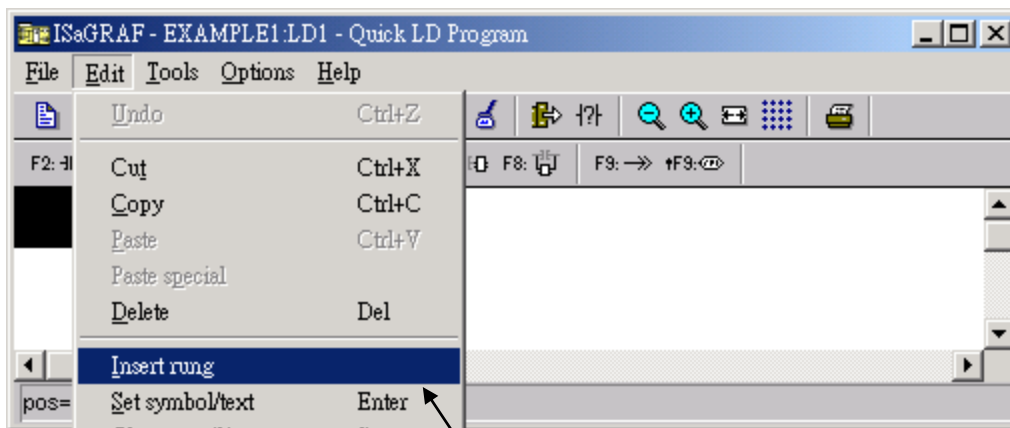 ISaGRAF - EXAMPLE1:LD1 - Quick LD Program
File Edit Tools Options Help
Undo Ctrl+Z
F2: F8: F9: F9:
Cut Ctrl+X
Copy Ctrl+C
Paste Ctrl+V
Paste special
Delete Del
Insert rung
pos=
Set symbol/text Enter